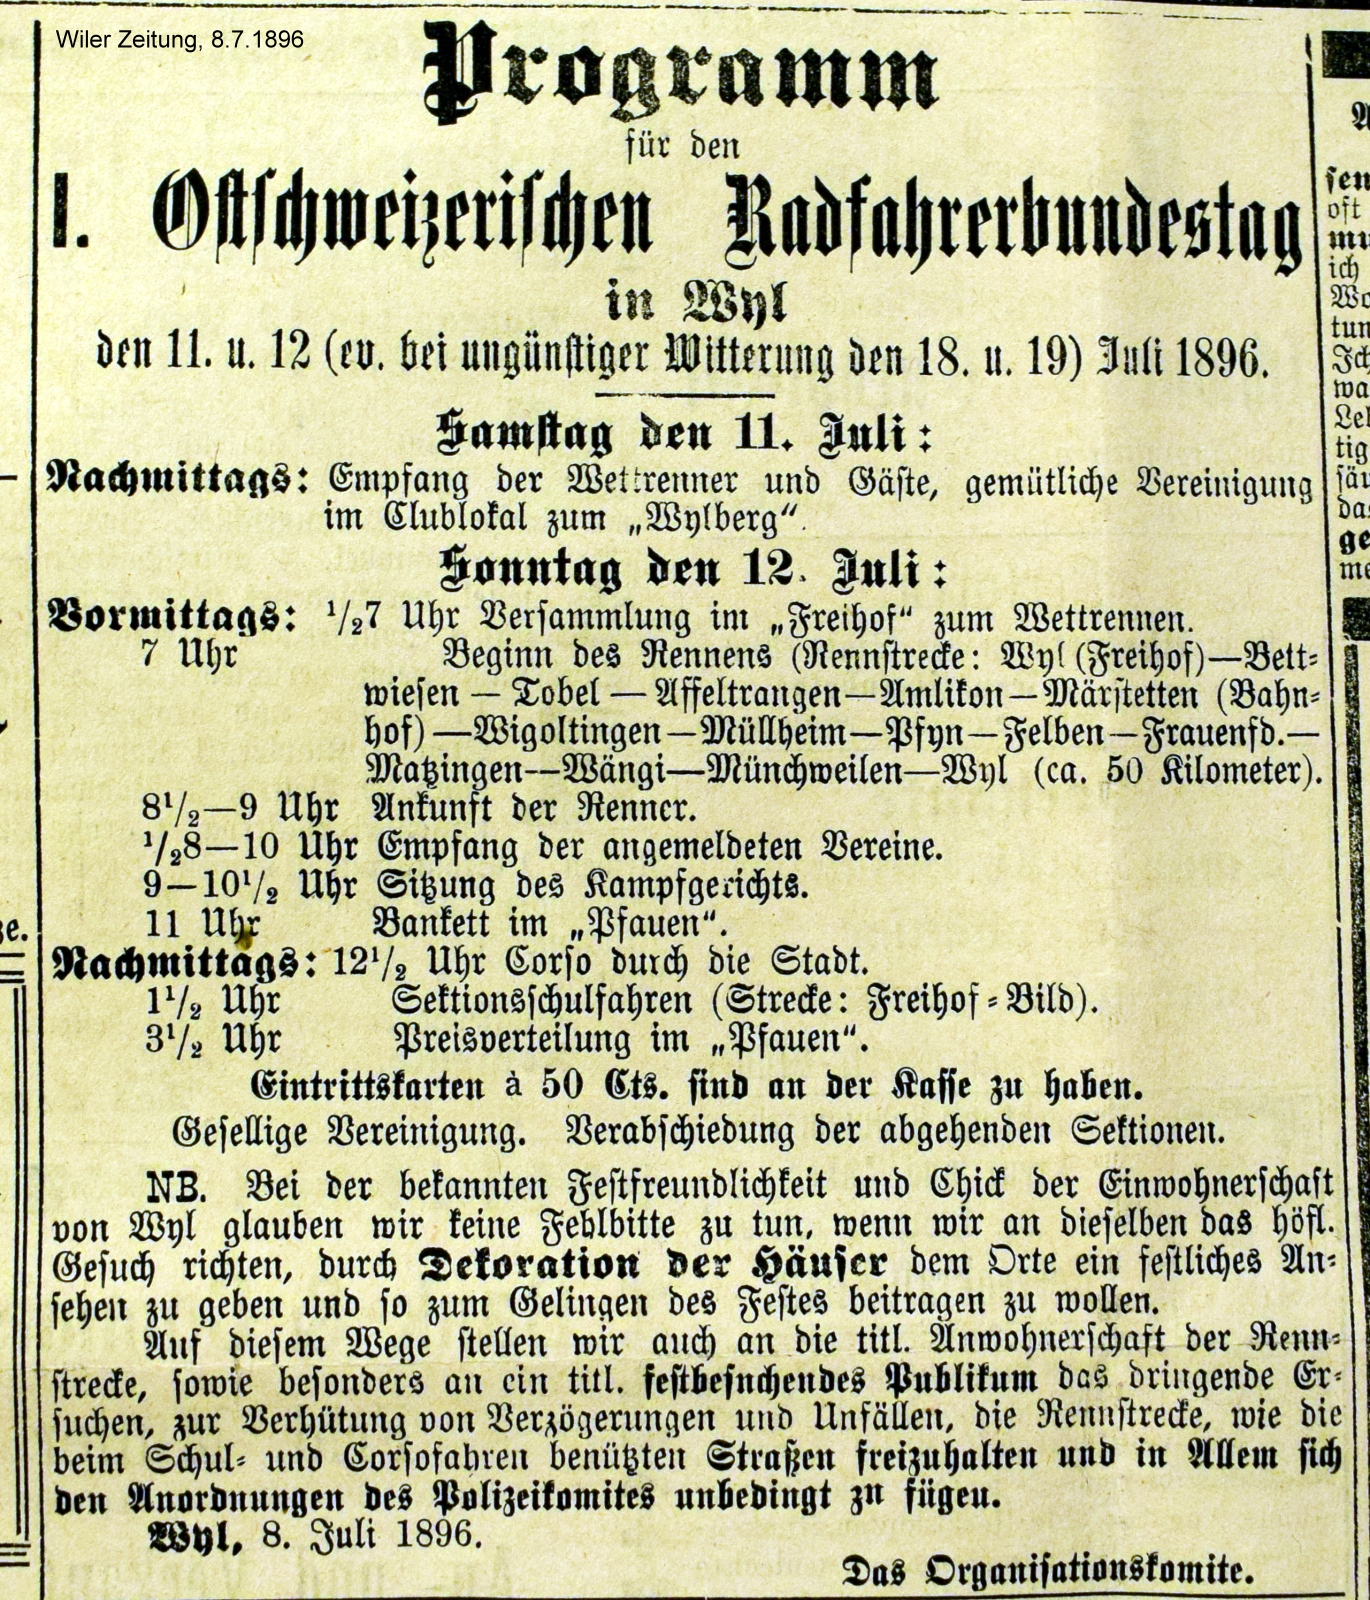 Wiler Zeitung, 8.7.1896
Programm
für den
I. Ostschweizerischen Radfahrerbundestag
in Wyl
den 11. u. 12 (ev. bei ungünstiger Witterung den 18. u. 19) Juli 1896.
Samstag den 11. Juli:
Nachmittags: Empfang der Wettrenner und Gäste, gemütliche Vereinigung
im Clublokal zum „Wylberg“.
Sonntag den 12. Juli:
Vormittags: ½7 Uhr Versammlung im „Freihof“ zum Wettrennen.
7 Uhr Beginn des Rennens (Rennstrecke: Wyl (Freihof)—Bett=
wiesen — Tobel — Affeltrangen—Amlikon—Märstetten (Bahn=
hof) —Wigoltingen—Müllheim—Pfyn—Felben—Frauenfd.—
Matzingen—Wängi—Münchweilen—Wyl (ca. 50 Kilometer).
8½—9 Uhr Ankunft der Renner.
½8—10 Uhr Empfang der angemeldeten Vereine.
9—10½ Uhr Sitzung des Kampfgerichts.
11 Uhr Bankett im „Pfauen“.
Nachmittags: 12½ Uhr Corso durch die Stadt.
1½ Uhr Sektionsschulfahren (Strecke: Freihof=Bild).
3½ Uhr Preisverteilung im „Pfauen“.
Eintrittskarten à 50 Cts. sind an der Kasse zu haben.
Gesellige Vereinigung. Verabschiedung der abgehenden Sektionen.
NB. Bei der bekannten Festfreundlichkeit und Chick der Einwohnerschaft
von Wyl glauben wir keine Fehlbitte zu tun, wenn wir an dieselben das höfl.
Gesuch richten, durch Dekoration der Häuser dem Orte ein festliches An=
sehen zu geben und so zum Gelingen des Festes beitragen zu wollen.
Auf diesem Wege stellen wir auch an die titl. Anwohnerschaft der Renn=
strecke, sowie besonders an ein titl. festbesuchendes Publikum das dringende Er=
suchen, zur Verhütung von Verzögerungen und Unfällen, die Rennstrecke, wie die
beim Schul= und Corsofahren benützten Straßen freizuhalten und in Allem sich
den Anordnungen des Polizeikomites unbedingt zu fügen.
Wyl, 8. Juli 1896.
Das Organisationskomite.